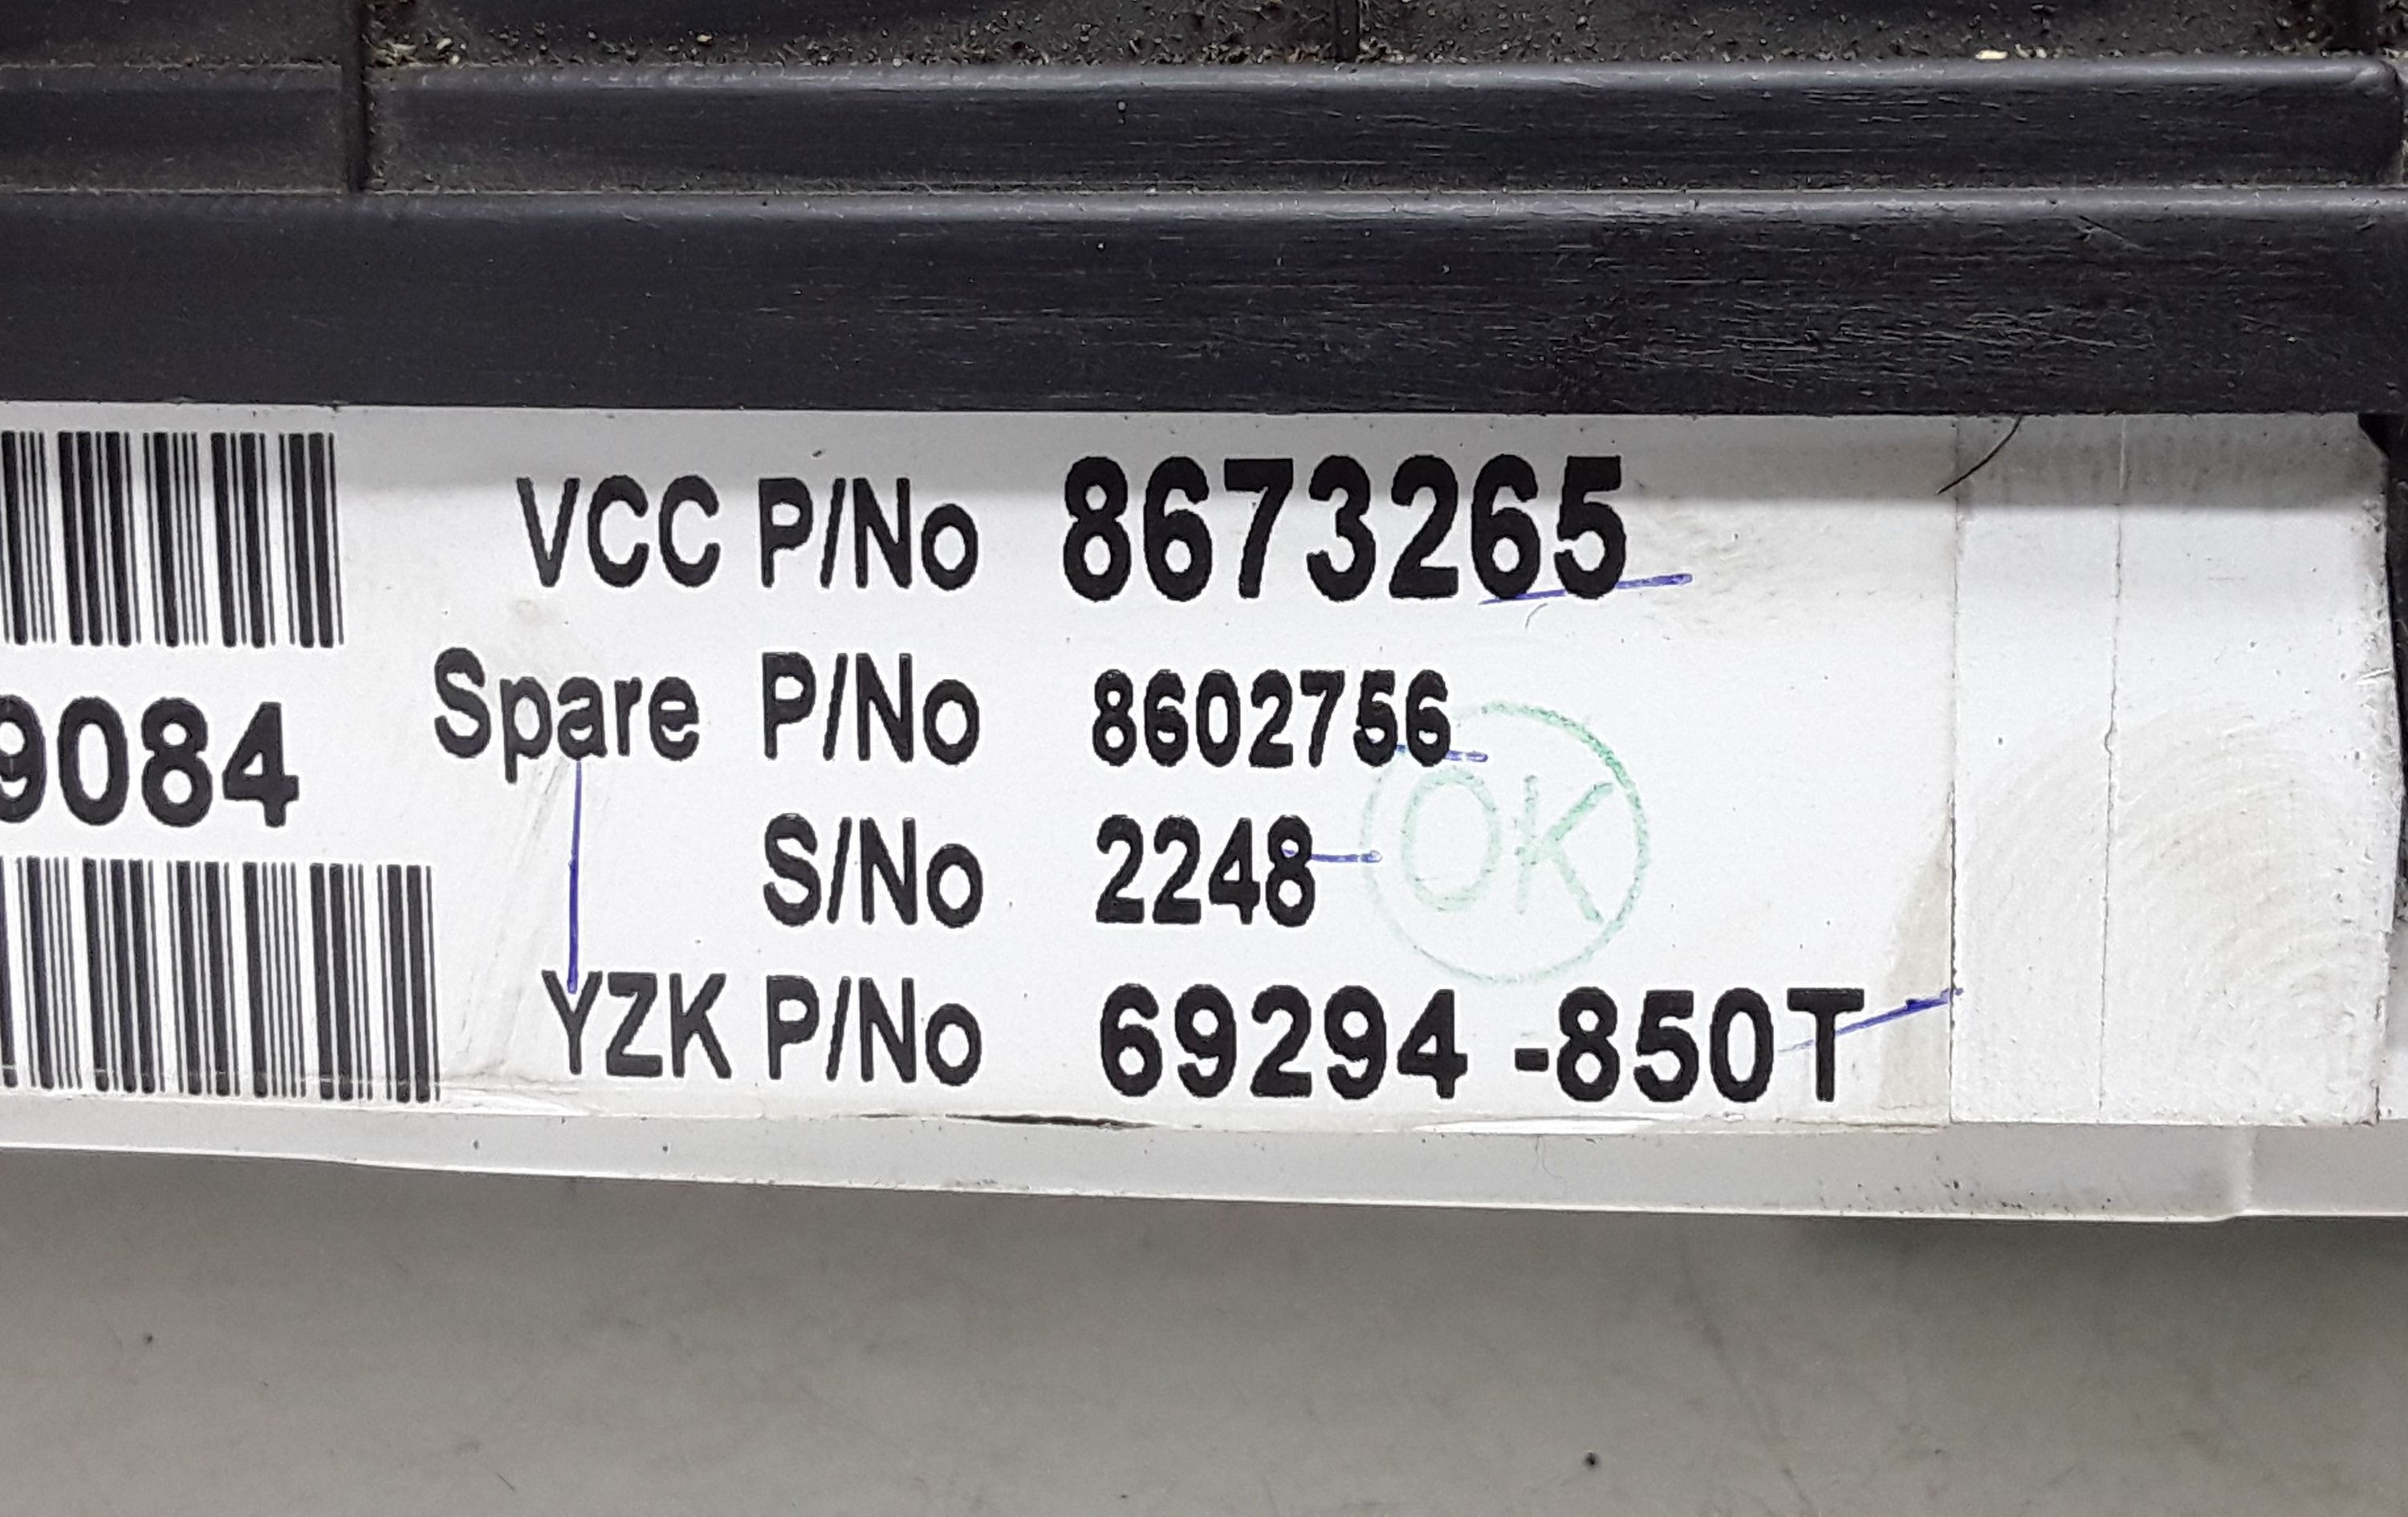 VCC P/No 8673265
9084
Spare P/No 8602756
S/No 2248
OK
YZK P/No 69294 -850T